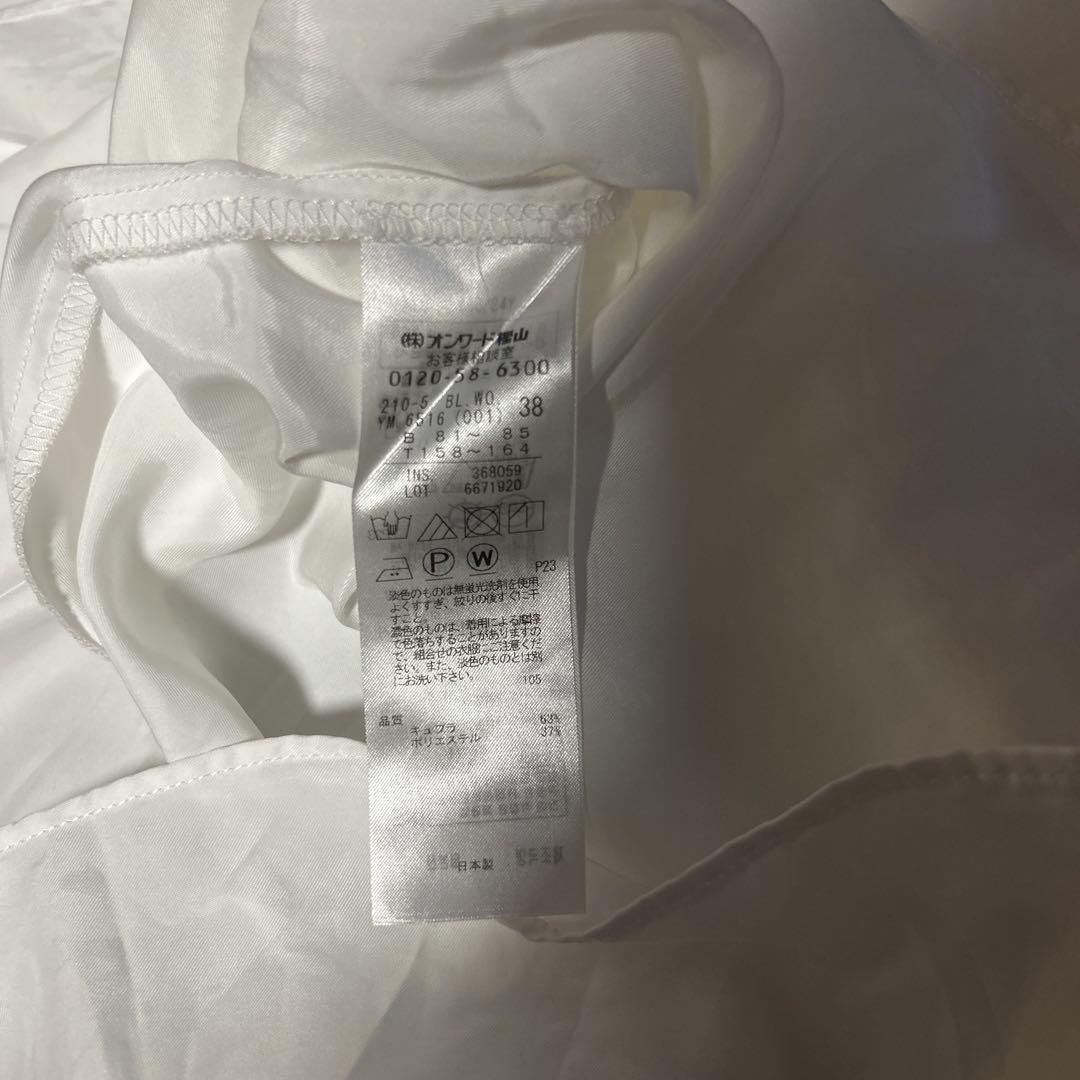 (株)オンワード樫山
お客様相談室
0120-58-6300
210-5 BL.WO.
YM 6516 (001) 38
B 81〜 85
T158〜164
INS. 368059
LOT 6671920
P W
P23
淡色のものは無蛍光洗剤を使用
よくすすぎ、絞りの後すぐに干
すこと。
濃色のものは、着用による摩擦
で色落ちすることがありますの
で、組合せの衣服にご注意くだ
さい。また、淡色のものとは別
にお洗い下さい。
105
品質
キュプラ 63%
ポリエステル 37%
日本製